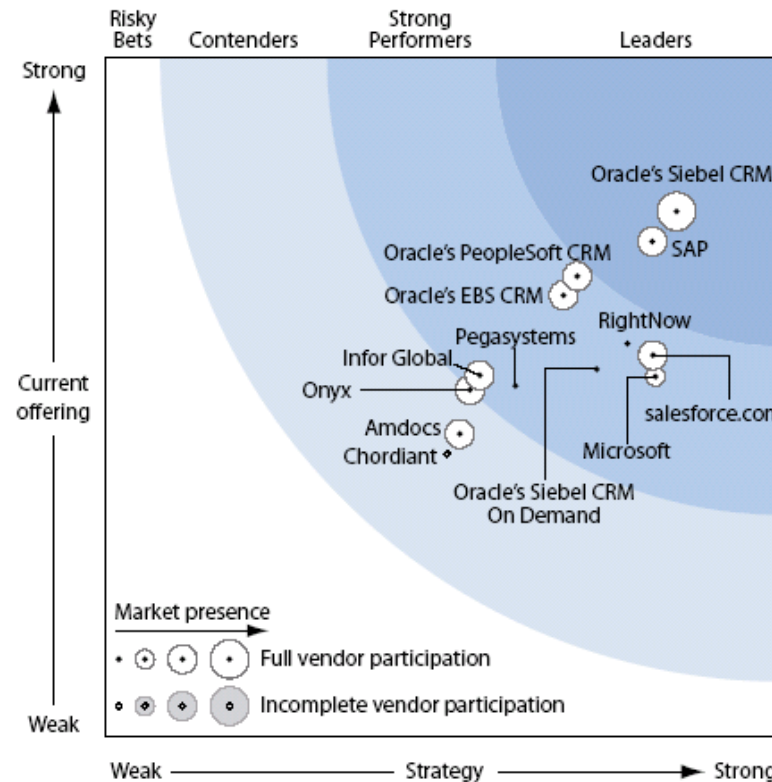 Risky
Bets
Contenders
Strong
Performers
Leaders
Strong
Oracle's Siebel CRM
SAP
Oracle's PeopleSoft CRM
Oracle's EBS CRM
RightNow
Pegasystems
Infor Global
Current
offering
Onyx
salesforce.com
Amdocs
Microsoft
Chordiant
Oracle's Siebel CRM
On Demand
Market presence
Full vendor participation
Incomplete vendor participation
Weak
Weak
Strategy
Strong